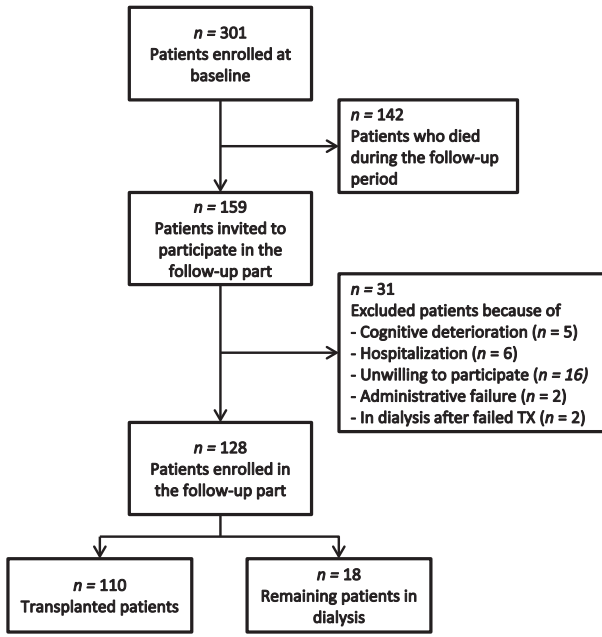 n = 301
Patients enrolled at
baseline
n = 142
Patients who died
during the follow-up
period
n = 159
Patients invited to
participate in the
follow-up part
n = 31
Excluded patients because of
- Cognitive deterioration (n = 5)
- Hospitalization (n = 6)
- Unwilling to participate (n = 16)
- Administrative failure (n = 2)
- In dialysis after failed TX (n = 2)
n = 128
Patients enrolled in
the follow-up part
n = 110
Transplanted patients
n = 18
Remaining patients in
dialysis